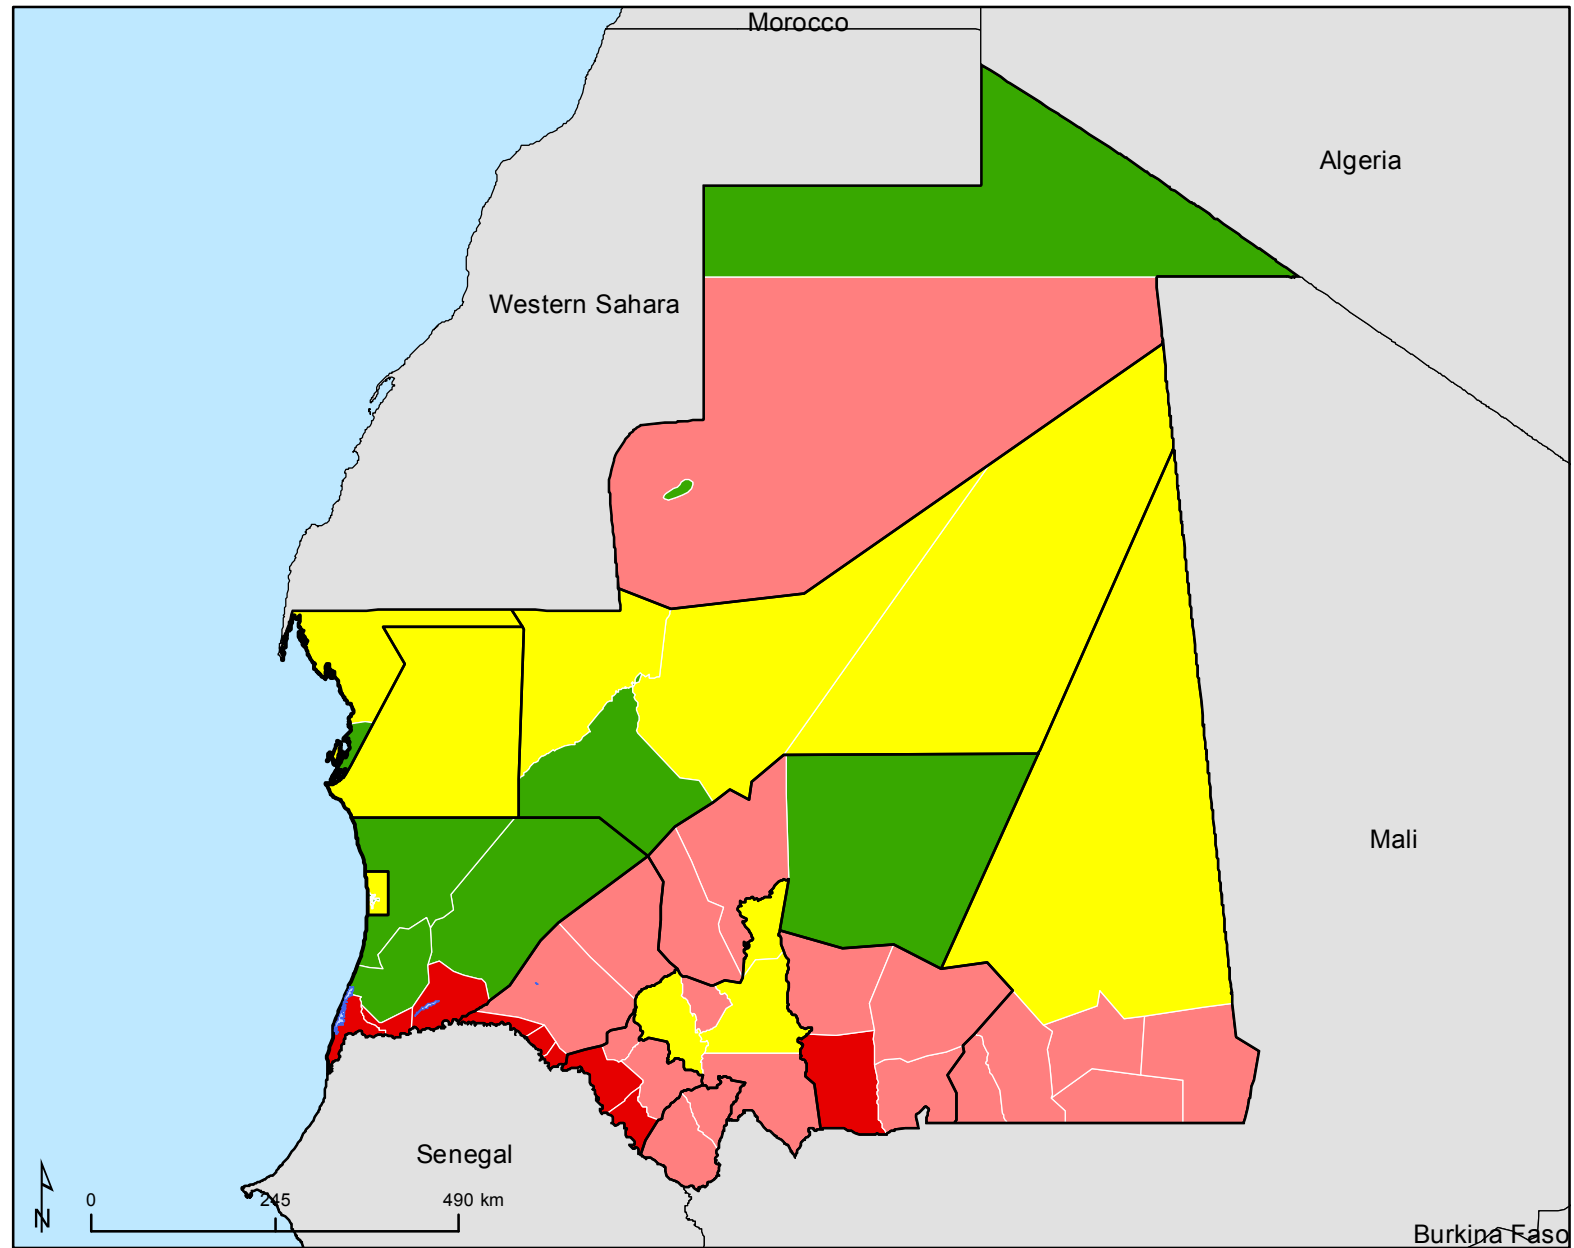 Morocco
Algeria
Western Sahara
Mali
Senegal
0 245 490 km
N
Burkina Faso